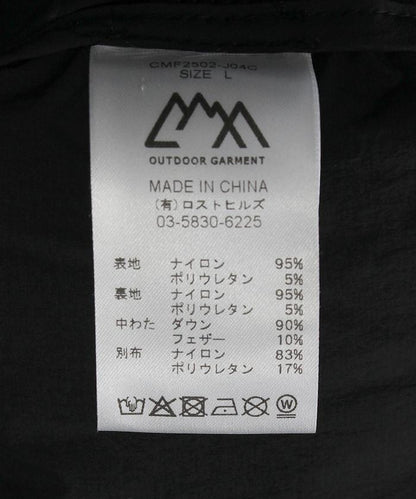 CMF2502-J04C
SIZE L
OUTDOOR GARMENT
MADE IN CHINA
(有)ロストヒルズ
03-5830-6225
表地 ナイロン 95%
ポリウレタン 5%
裏地 ナイロン 95%
ポリウレタン 5%
中わた ダウン 90%
フェザー 10%
別布 ナイロン 83%
ポリウレタン 17%
W